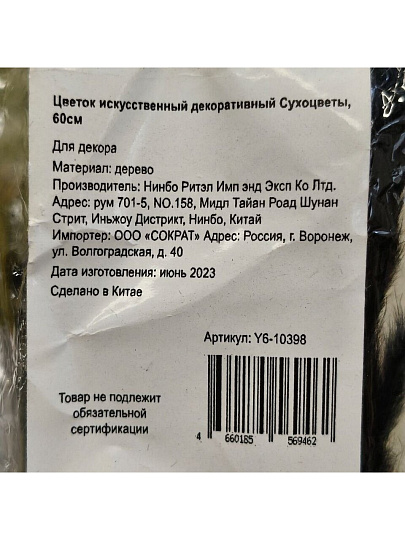 Цветок искусственный декоративный Сухоцветы,
60см
Для декора
Материал: дерево
Производитель: Нинбо Ритэл Имп энд Эксп Ко Лтд.
Адрес: рум 701-5, NO.158, Мидл Тайан Роад Шунан
Стрит, Иньжоу Дистрикт, Нинбо, Китай
Импортер: ООО «СОКРАТ» Адрес: Россия, г. Воронеж,
ул. Волгоградская, д. 40
Дата изготовления: июнь 2023
Сделано в Китае
Артикул: Y6-10398
Товар не подлежит
обязательной
сертификации
4 660185 569462